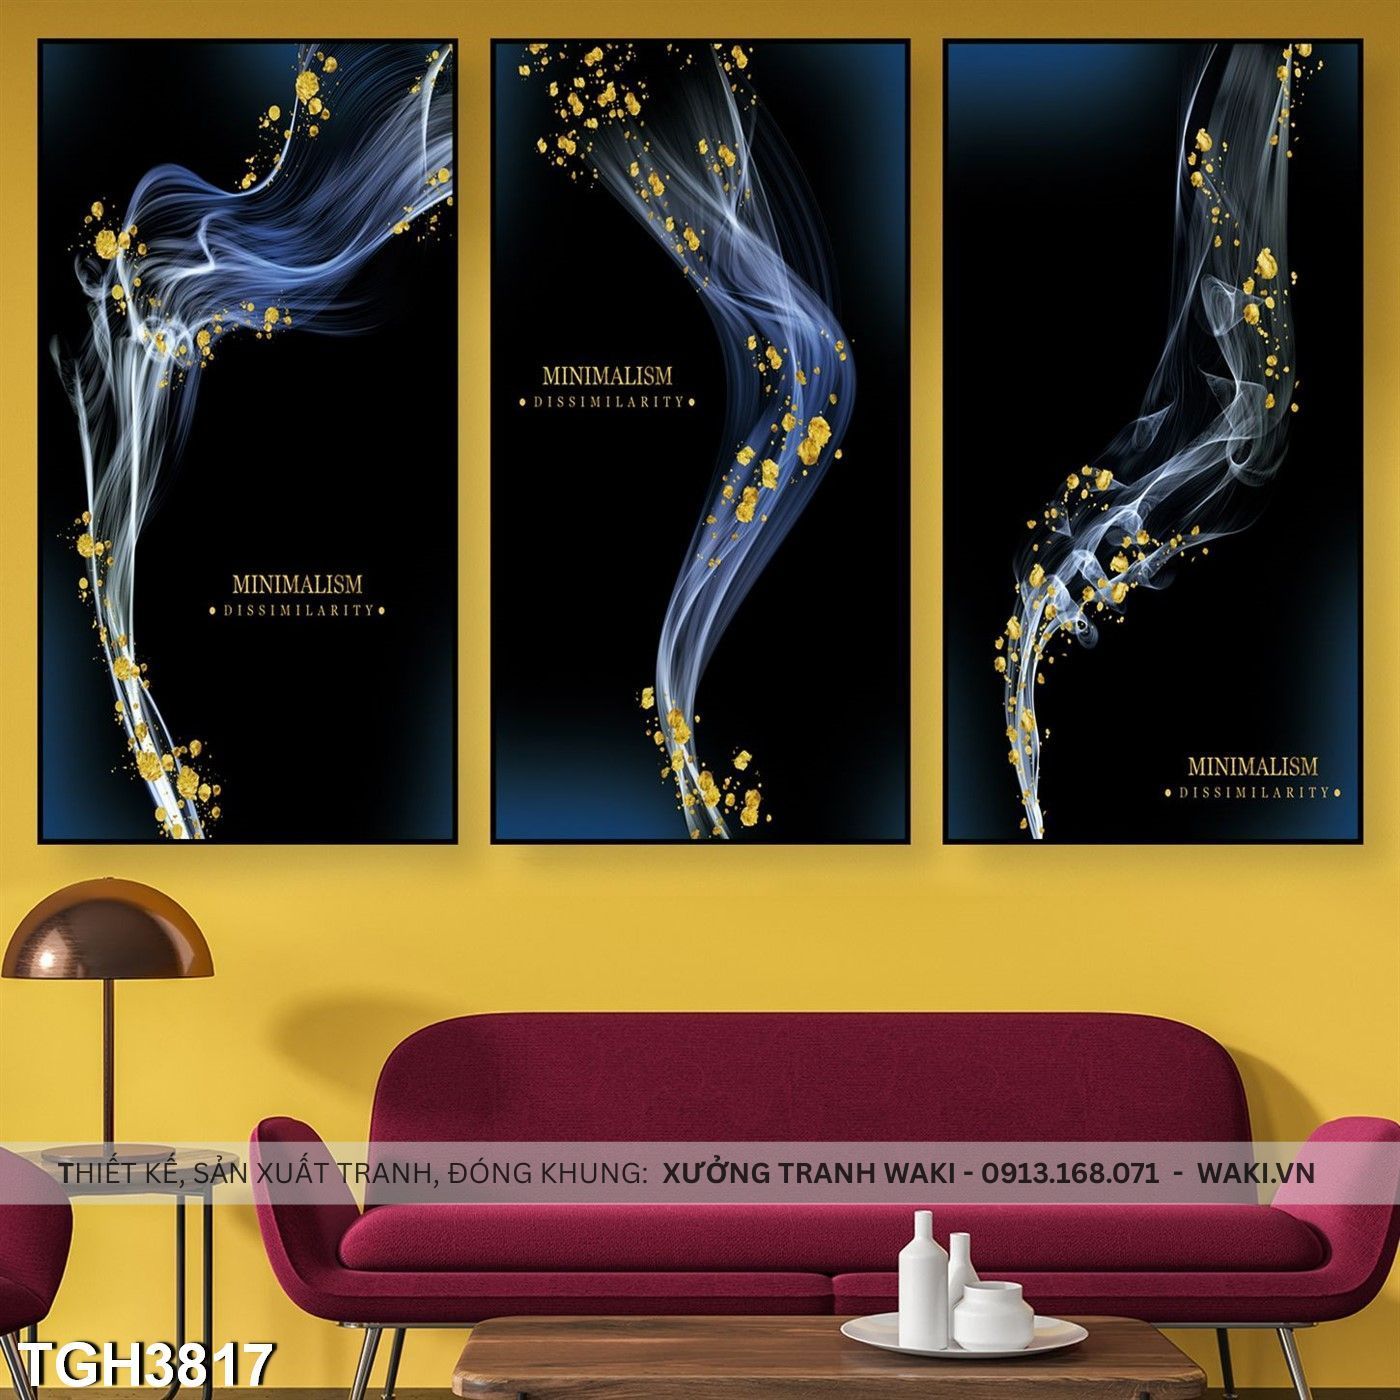 MINIMALISM
• DISSIMILARITY •
MINIMALISM
• DISSIMILARITY •
MINIMALISM
• DISSIMILARITY •
THIẾT KẾ, SẢN XUẤT TRANH, ĐÓNG KHUNG: XƯỞNG TRANH WAKI - 0913.168.071 - WAKI.VN
TGH3817